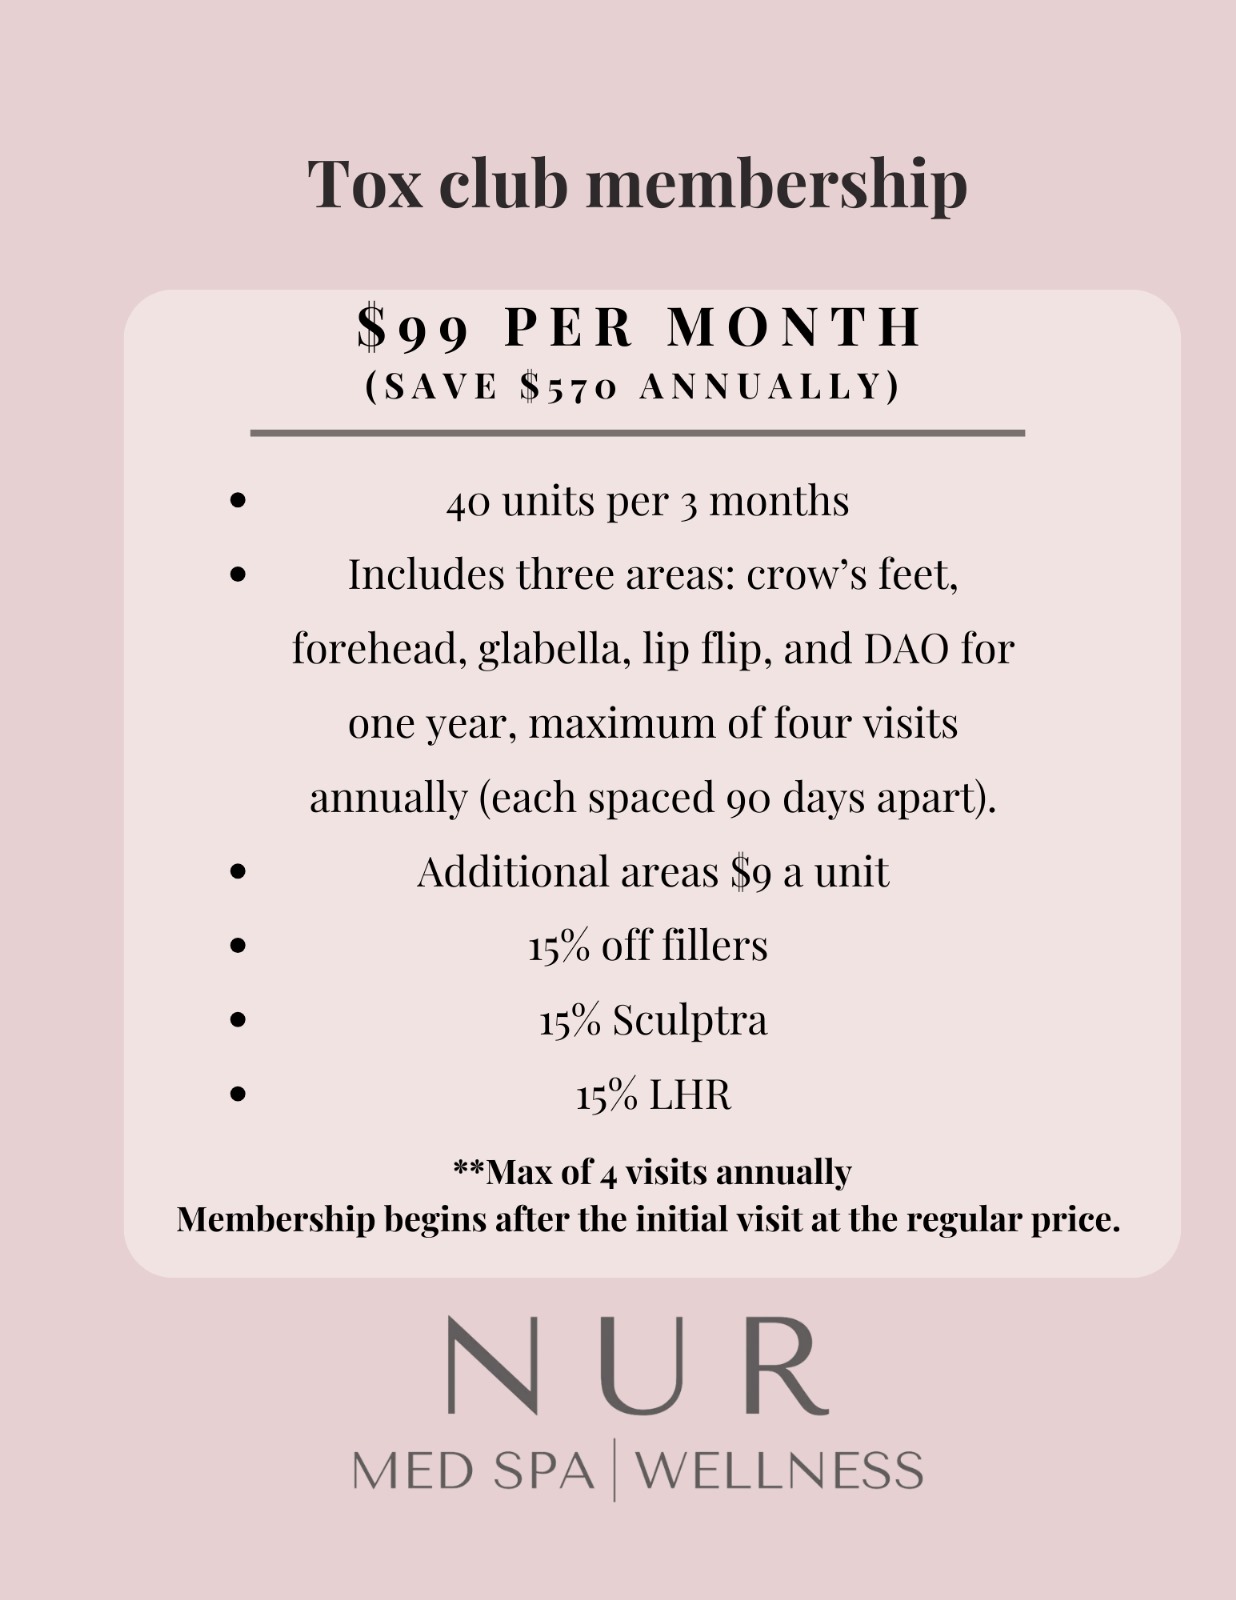 Tox club membership
$99 PER MONTH
(SAVE $570 ANNUALLY)
• 40 units per 3 months
• Includes three areas: crow’s feet,
forehead, glabella, lip flip, and DAO for
one year, maximum of four visits
annually (each spaced 90 days apart).
• Additional areas $9 a unit
• 15% off fillers
• 15% Sculptra
• 15% LHR
**Max of 4 visits annually
Membership begins after the initial visit at the regular price.
NUR
MED SPA | WELLNESS